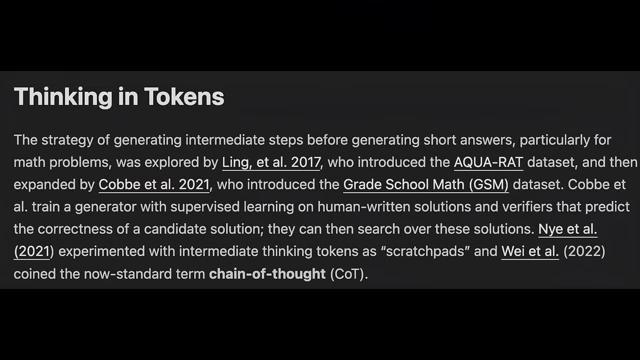 Thinking in Tokens
The strategy of generating intermediate steps before generating short answers, particularly for
math problems, was explored by Ling, et al. 2017, who introduced the AQUA-RAT dataset, and then
expanded by Cobbe et al. 2021, who introduced the Grade School Math (GSM) dataset. Cobbe et
al. train a generator with supervised learning on human-written solutions and verifiers that predict
the correctness of a candidate solution; they can then search over these solutions. Nye et al.
(2021) experimented with intermediate thinking tokens as “scratchpads” and Wei et al. (2022)
coined the now-standard term chain-of-thought (CoT).